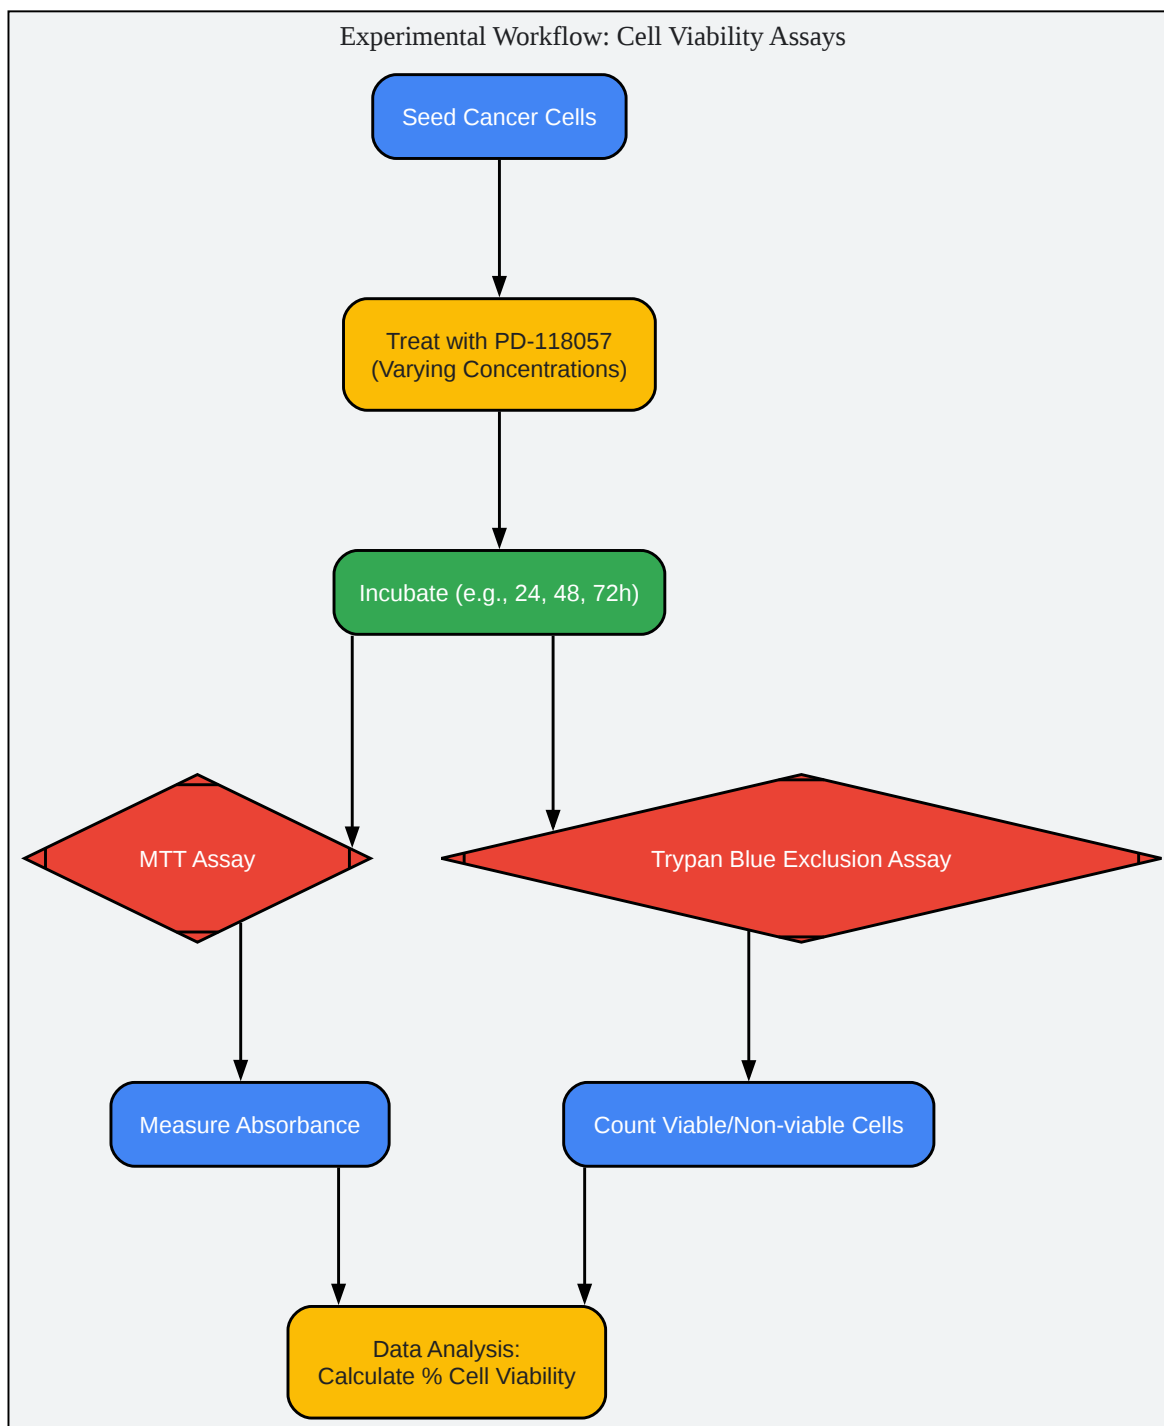 Experimental Workflow: Cell Viability Assays
Seed Cancer Cells
Treat with PD-118057
(Varying Concentrations)
Incubate (e.g., 24, 48, 72h)
MTT Assay
Trypan Blue Exclusion Assay
Measure Absorbance
Count Viable/Non-viable Cells
Data Analysis:
Calculate % Cell Viability